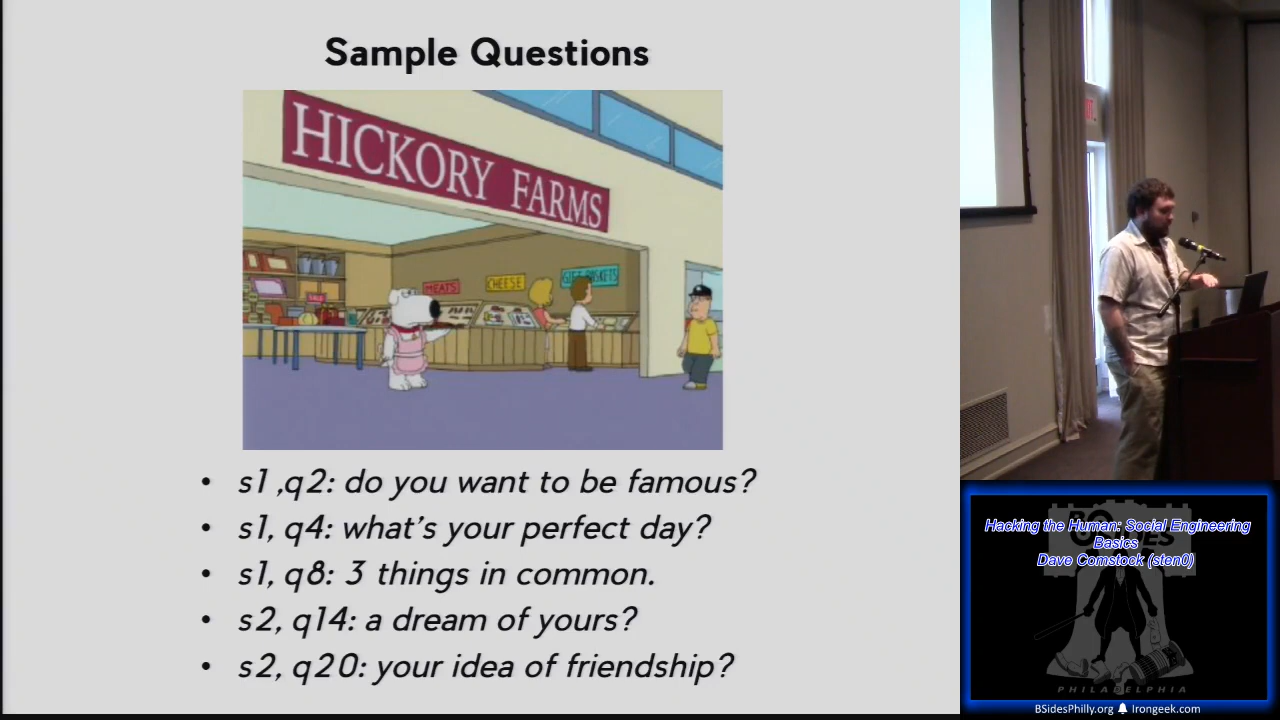 Sample Questions
HICKORY FARMS
MEATS
CHEESE
GIFT BASKETS
SALE
• s1 ,q2: do you want to be famous?
• s1, q4: what's your perfect day?
• s1, q8: 3 things in common.
• s2, q14: a dream of yours?
• s2, q20: your idea of friendship?
Hacking the Human: Social Engineering
Basics
Dave Comstock (sten0)
PHILADELPHIA
BSidesPhilly.org Irongeek.com